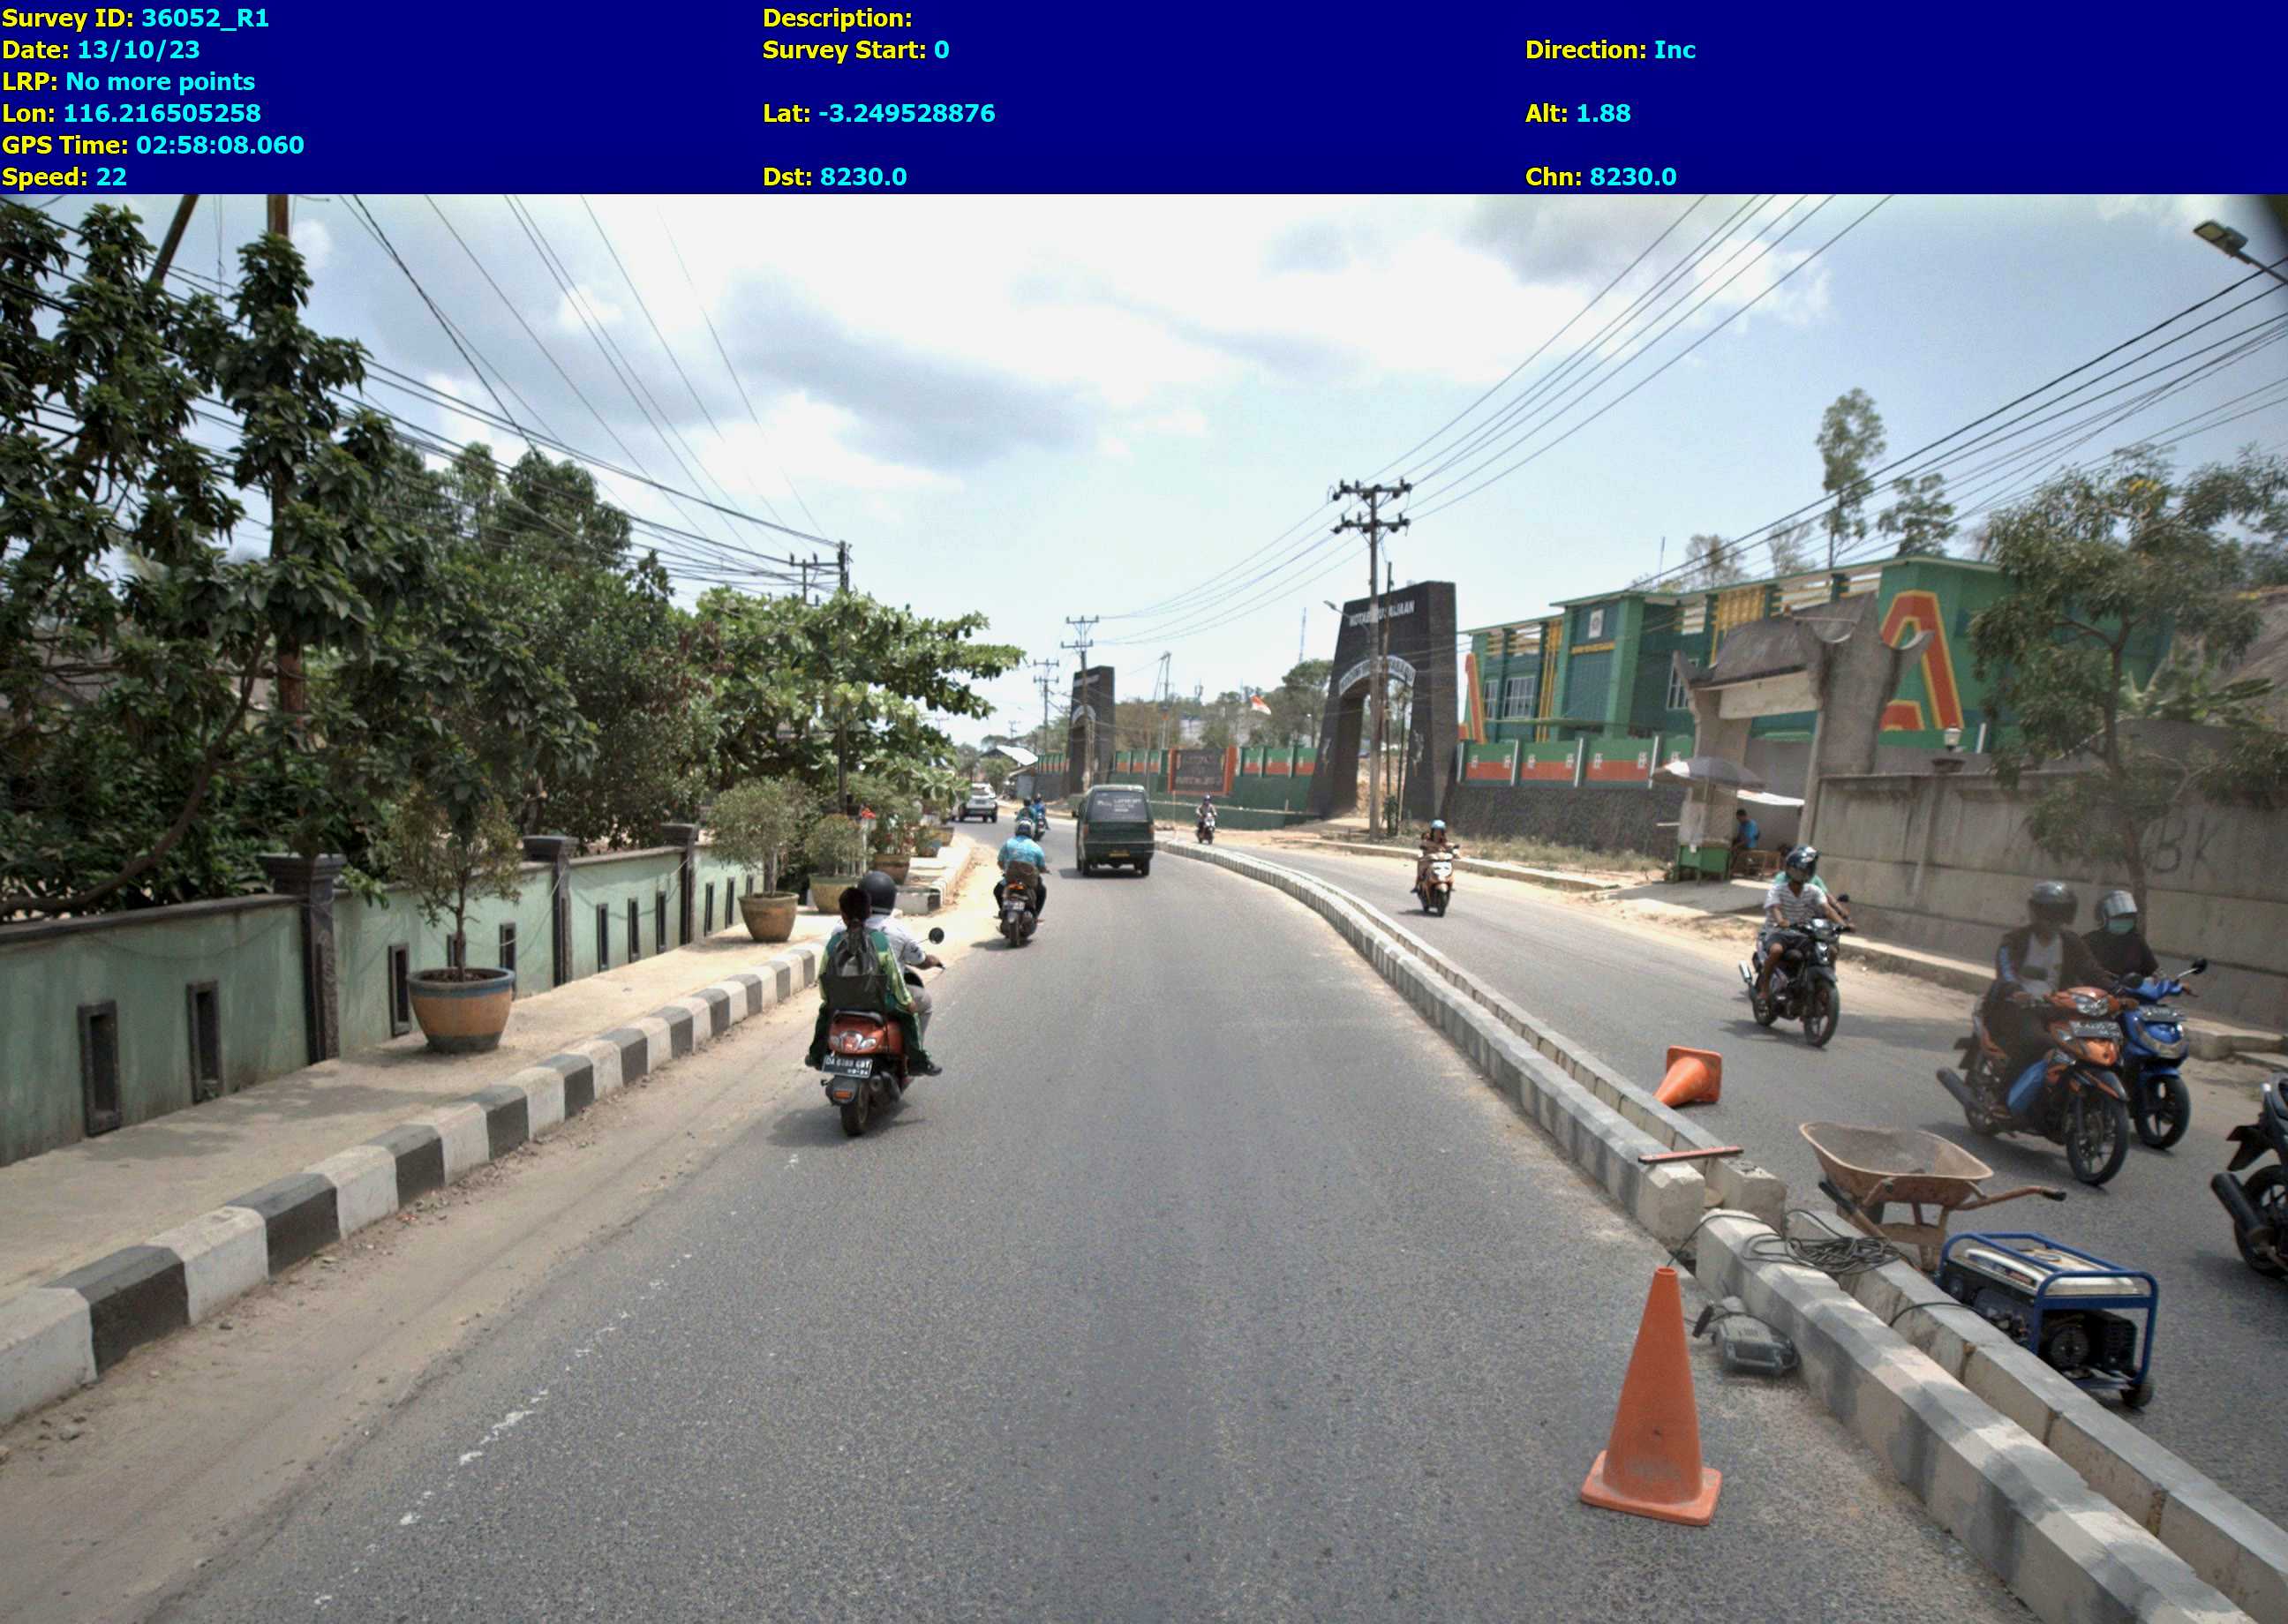 Survey ID: 36052_R1
Description:
Date: 13/10/23
Survey Start: 0
Direction: Inc
LRP: No more points
Lon: 116.216505258
Lat: -3.249528876
Alt: 1.88
GPS Time: 02:58:08.060
Speed: 22
Dst: 8230.0
Chn: 8230.0
BK